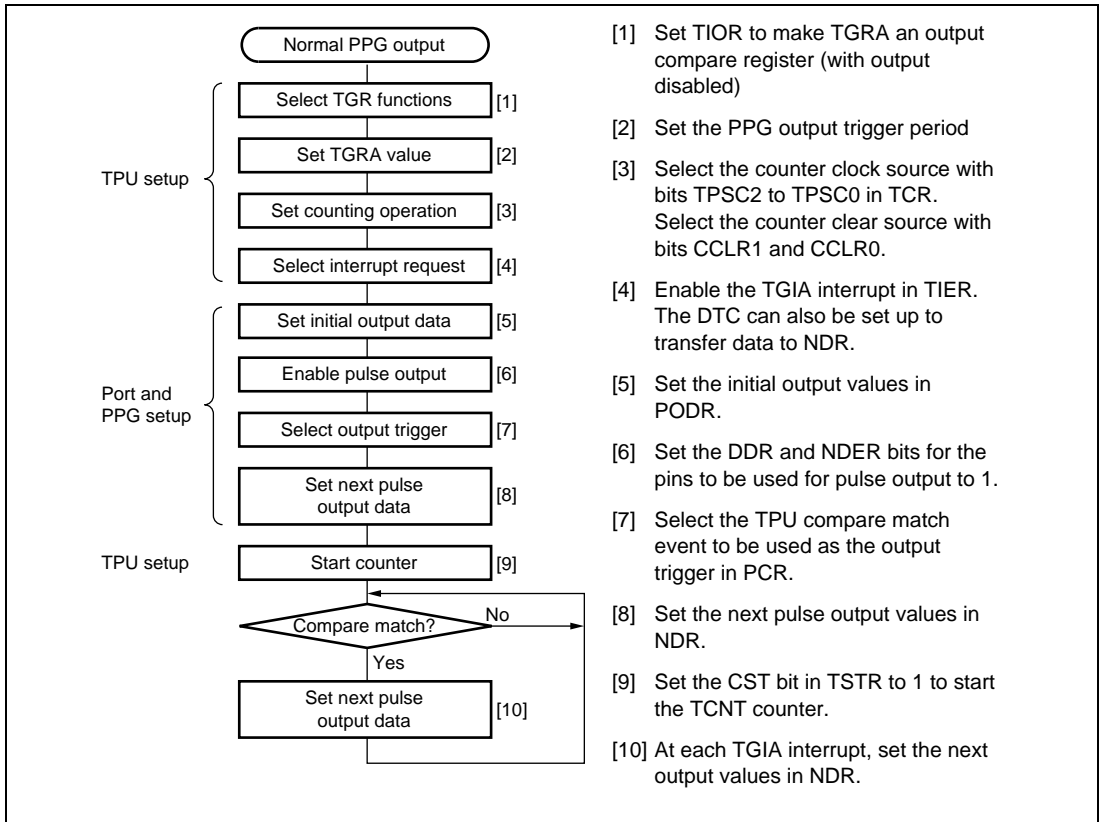 Normal PPG output
Select TGR functions [1]
Set TGRA value [2]
TPU setup
Set counting operation [3]
Select interrupt request [4]
Set initial output data [5]
Enable pulse output [6]
Port and
PPG setup
Select output trigger [7]
Set next pulse
output data
[8]
TPU setup
Start counter [9]
Compare match?
No
Yes
Set next pulse
output data
[10]
[1] Set TIOR to make TGRA an output
compare register (with output
disabled)
[2] Set the PPG output trigger period
[3] Select the counter clock source with
bits TPSC2 to TPSC0 in TCR.
Select the counter clear source with
bits CCLR1 and CCLR0.
[4] Enable the TGIA interrupt in TIER.
The DTC can also be set up to
transfer data to NDR.
[5] Set the initial output values in
PODR.
[6] Set the DDR and NDER bits for the
pins to be used for pulse output to 1.
[7] Select the TPU compare match
event to be used as the output
trigger in PCR.
[8] Set the next pulse output values in
NDR.
[9] Set the CST bit in TSTR to 1 to start
the TCNT counter.
[10] At each TGIA interrupt, set the next
output values in NDR.